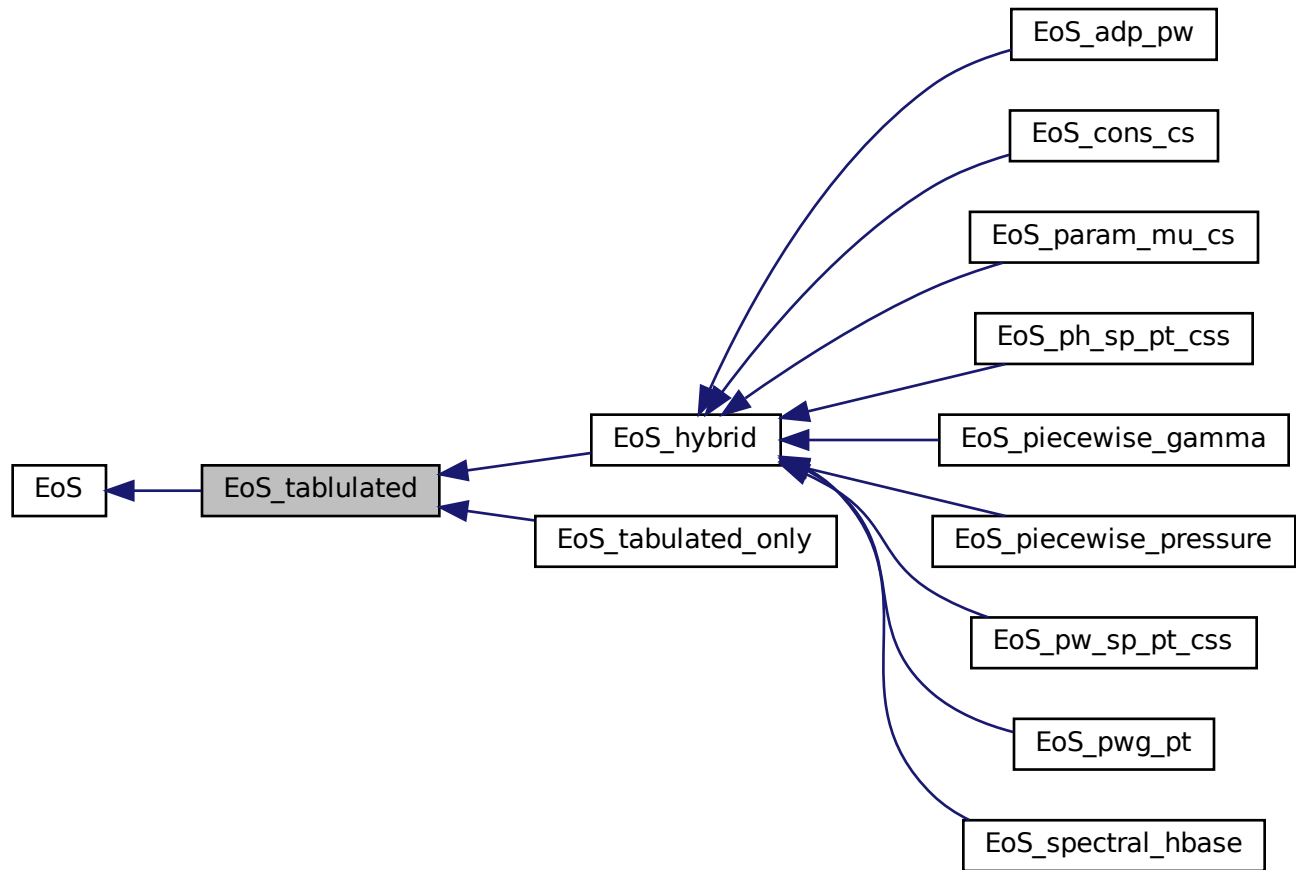 EoS_adp_pw
EoS_cons_cs
EoS_param_mu_cs
EoS_ph_sp_pt_css
EoS_hybrid
EoS_piecewise_gamma
EoS
EoS_tablulated
EoS_tabulated_only
EoS_piecewise_pressure
EoS_pw_sp_pt_css
EoS_pwg_pt
EoS_spectral_hbase